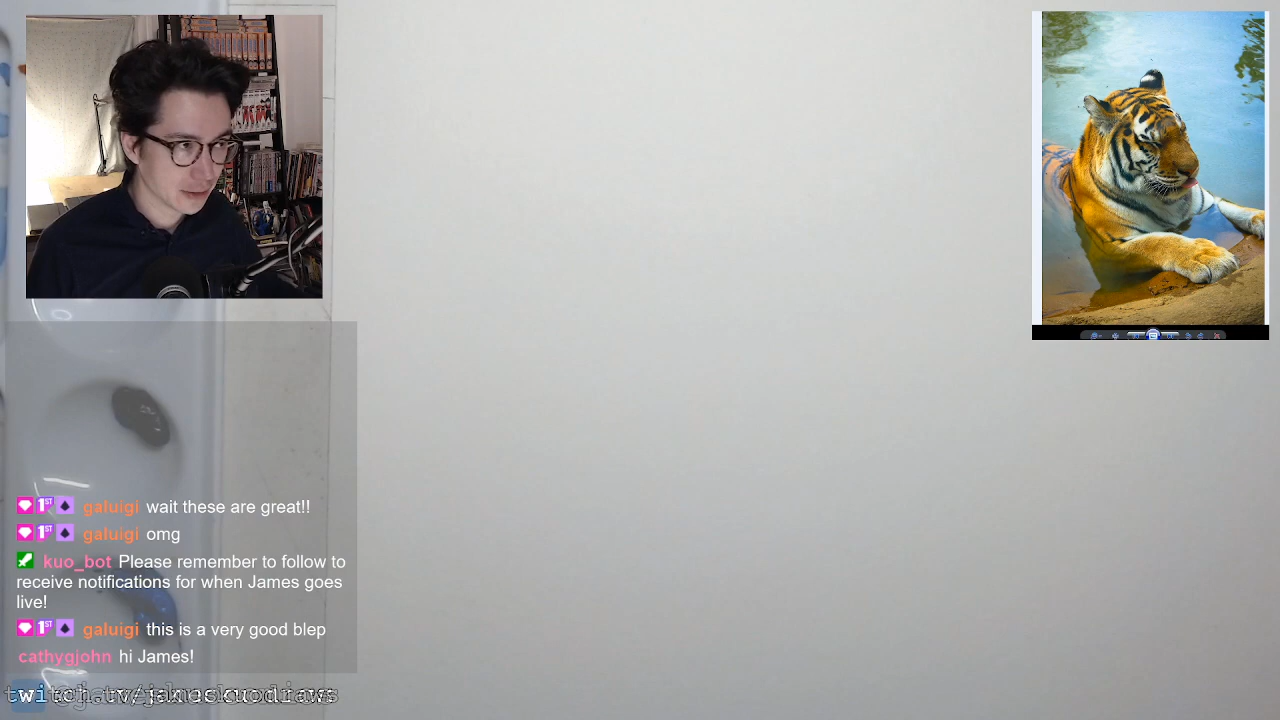 galuigi wait these are great!!
galuigi omg
kuo_bot Please remember to follow to
receive notifications for when James goes
live!
galuigi this is a very good blep
cathygjohn hi James!